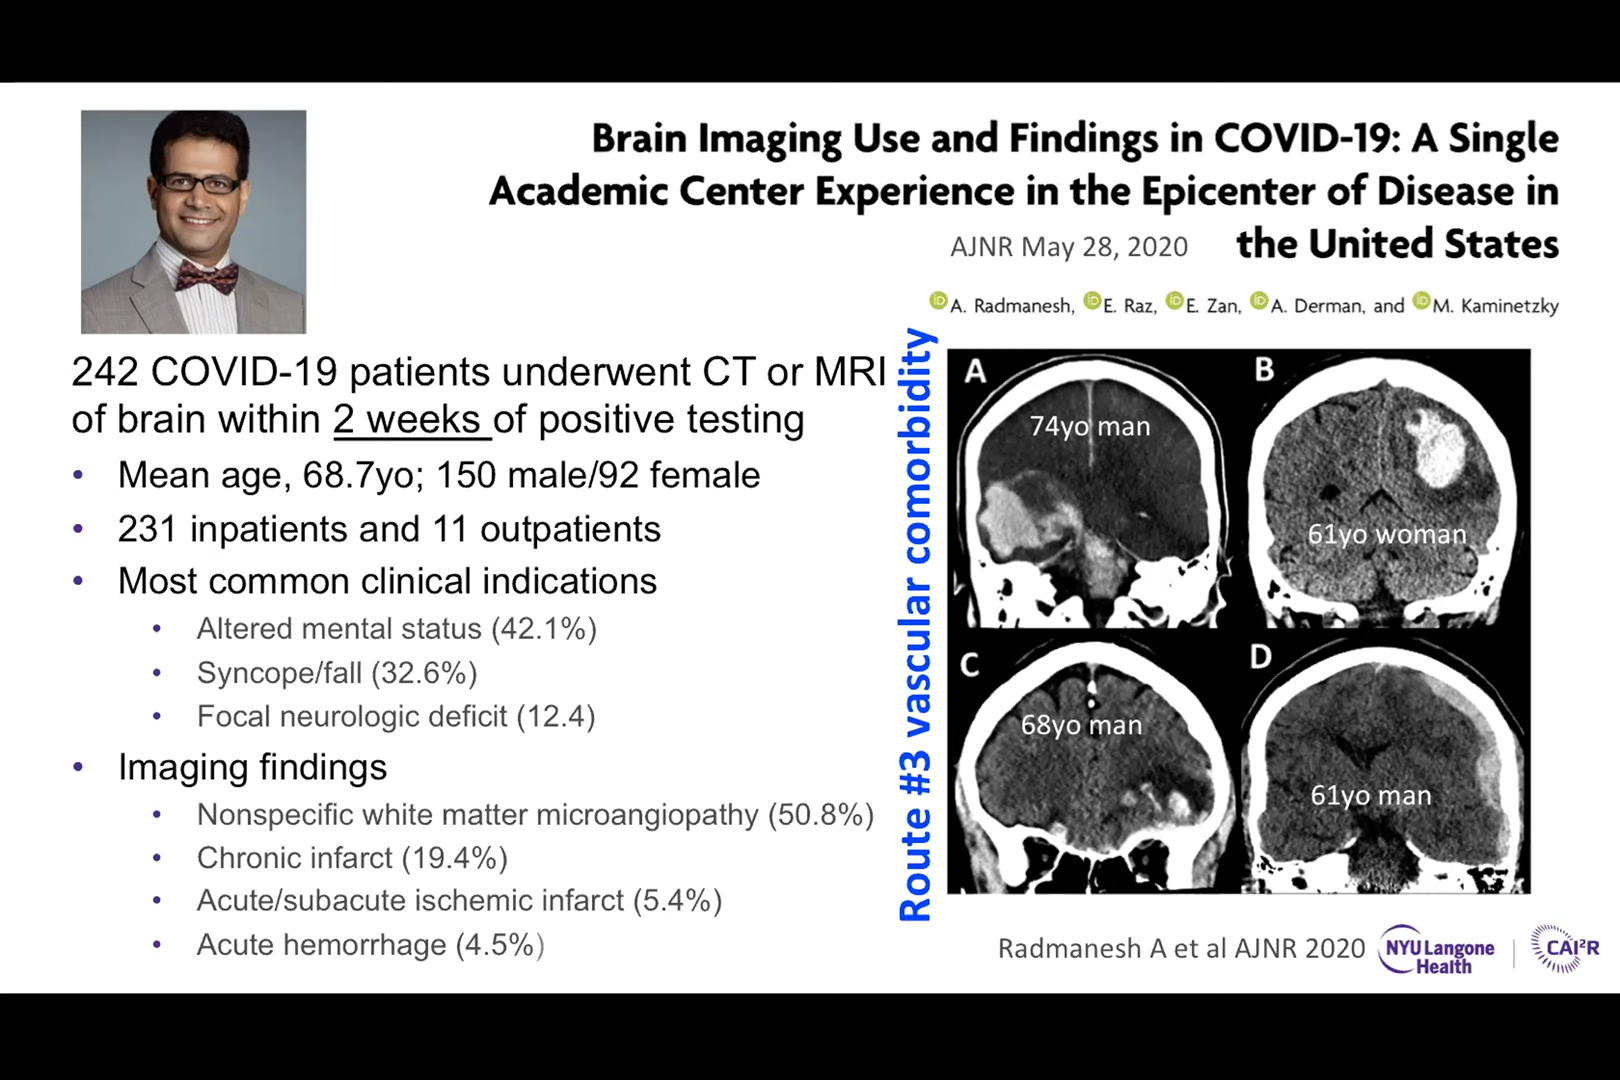 Brain Imaging Use and Findings in COVID-19: A Single
Academic Center Experience in the Epicenter of Disease in
the United States
AJNR May 28, 2020
iD A. Radmanesh, iD E. Raz, iD E. Zan, iD A. Derman, and iD M. Kaminetzky
242 COVID-19 patients underwent CT or MRI
of brain within 2 weeks of positive testing
• Mean age, 68.7yo; 150 male/92 female
• 231 inpatients and 11 outpatients
• Most common clinical indications
• Altered mental status (42.1%)
• Syncope/fall (32.6%)
• Focal neurologic deficit (12.4)
• Imaging findings
• Nonspecific white matter microangiopathy (50.8%)
• Chronic infarct (19.4%)
• Acute/subacute ischemic infarct (5.4%)
• Acute hemorrhage (4.5%)
Route #3 vascular comorbidity
A
74yo man
B
61yo woman
C
68yo man
D
61yo man
Radmanesh A et al AJNR 2020
NYU Langone
Health
CAI²R